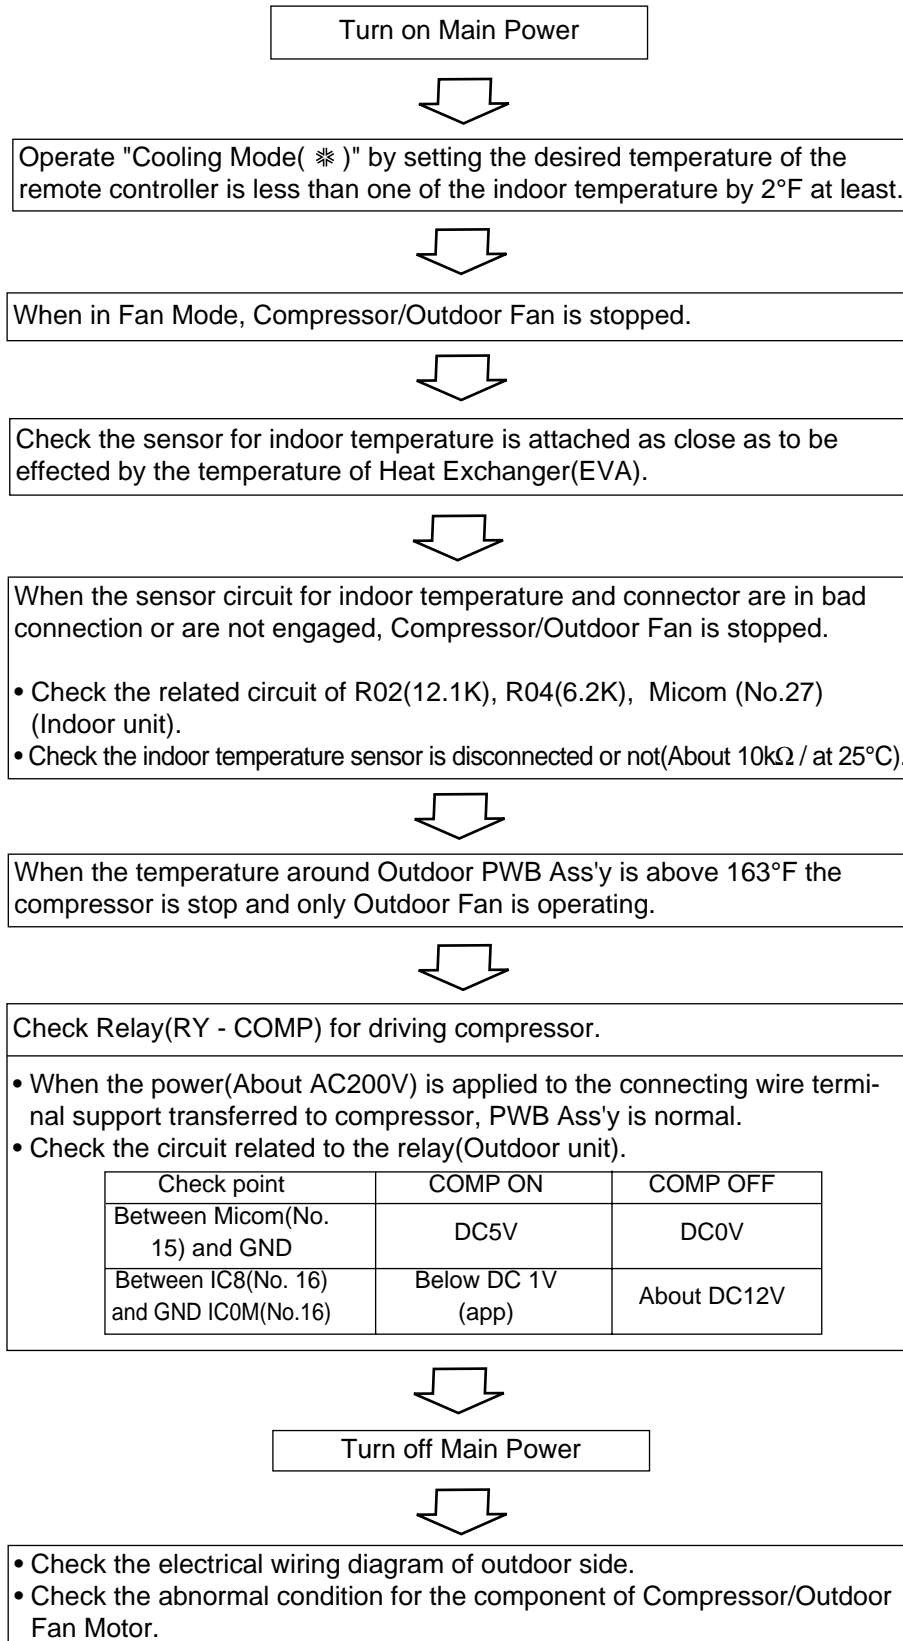 Turn on Main Power
Operate "Cooling Mode( ❋ )" by setting the desired temperature of the
remote controller is less than one of the indoor temperature by 2°F at least.
When in Fan Mode, Compressor/Outdoor Fan is stopped.
Check the sensor for indoor temperature is attached as close as to be
effected by the temperature of Heat Exchanger(EVA).
When the sensor circuit for indoor temperature and connector are in bad
connection or are not engaged, Compressor/Outdoor Fan is stopped.
• Check the related circuit of R02(12.1K), R04(6.2K), Micom (No.27)
(Indoor unit).
• Check the indoor temperature sensor is disconnected or not(About 10kΩ / at 25°C).
When the temperature around Outdoor PWB Ass'y is above 163°F the
compressor is stop and only Outdoor Fan is operating.
Check Relay(RY - COMP) for driving compressor.
• When the power(About AC200V) is applied to the connecting wire termi-
nal support transferred to compressor, PWB Ass'y is normal.
• Check the circuit related to the relay(Outdoor unit).
Check point COMP ON COMP OFF
Between Micom(No.
15) and GND DC5V DC0V
Between IC8(No. 16) Below DC 1V
and GND IC0M(No.16) (app) About DC12V
Turn off Main Power
• Check the electrical wiring diagram of outdoor side.
• Check the abnormal condition for the component of Compressor/Outdoor
Fan Motor.